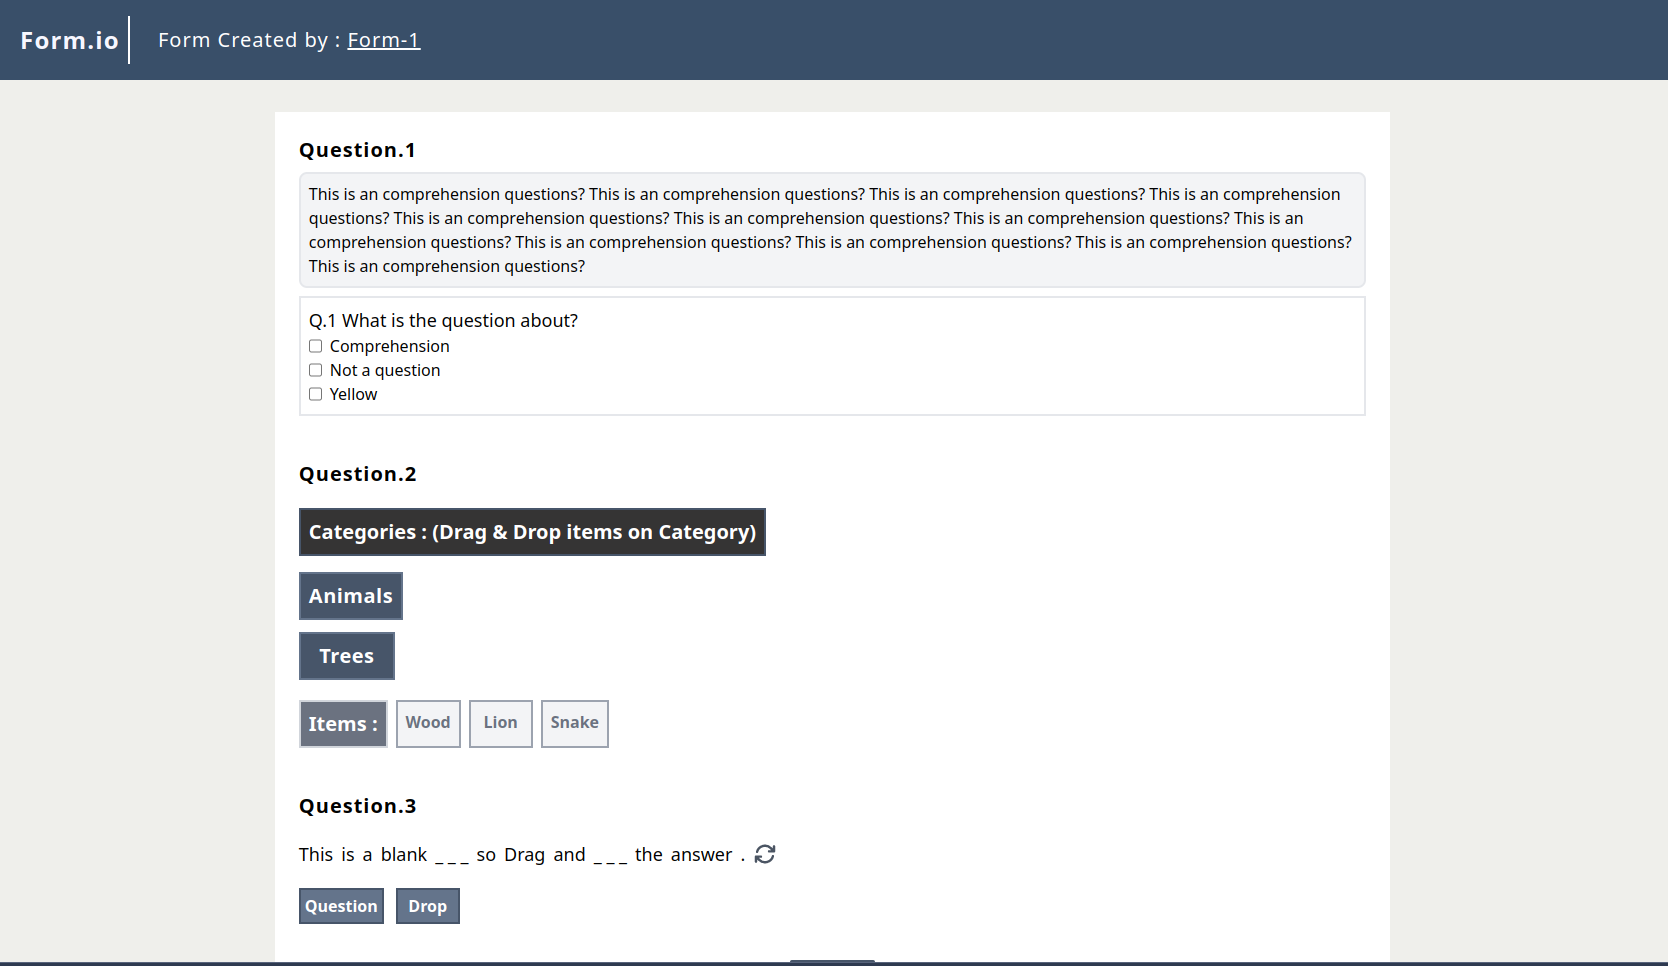 Form.io
Form Created by : Form-1
Question.1
This is an comprehension questions? This is an comprehension questions? This is an comprehension questions? This is an comprehension
questions? This is an comprehension questions? This is an comprehension questions? This is an comprehension questions? This is an
comprehension questions? This is an comprehension questions? This is an comprehension questions? This is an comprehension questions?
This is an comprehension questions?
Q.1 What is the question about?
Comprehension
Not a question
Yellow
Question.2
Categories : (Drag & Drop items on Category)
Animals
Trees
Items : Wood Lion Snake
Question.3
This is a blank _ _ _ so Drag and _ _ _ the answer .
Question Drop